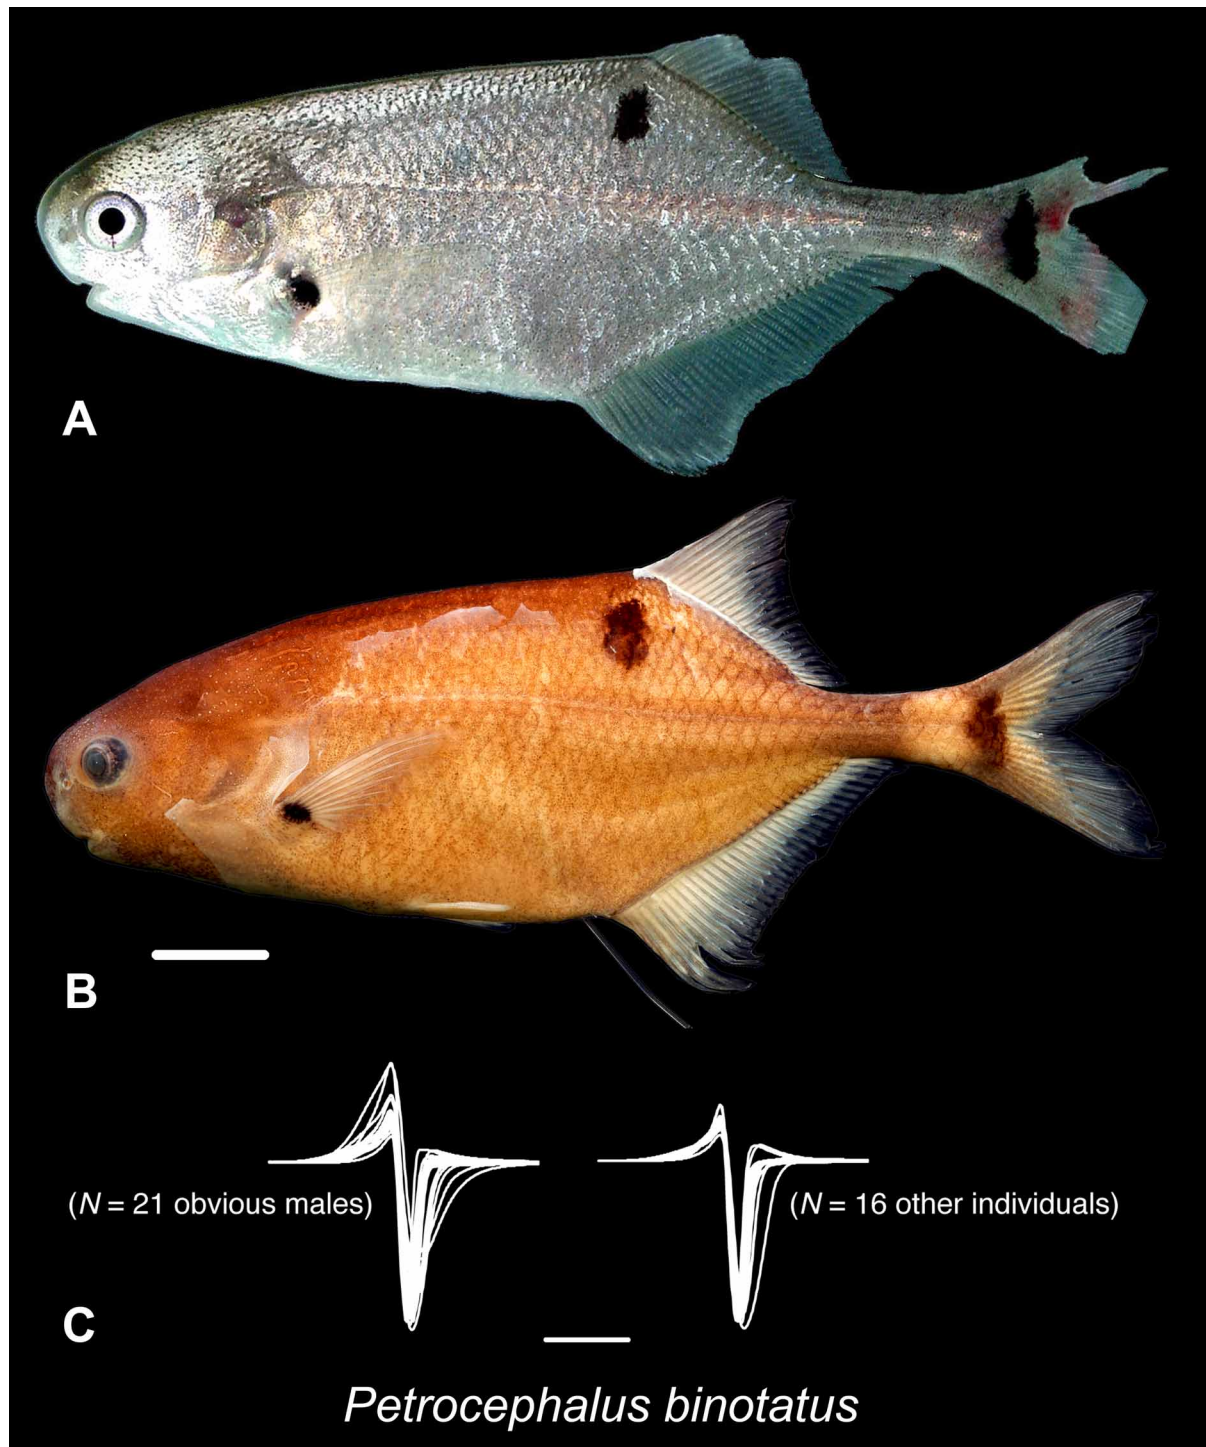 A
B
(N = 21 obvious males)
(N = 16 other individuals)
C
Petrocephalus binotatus